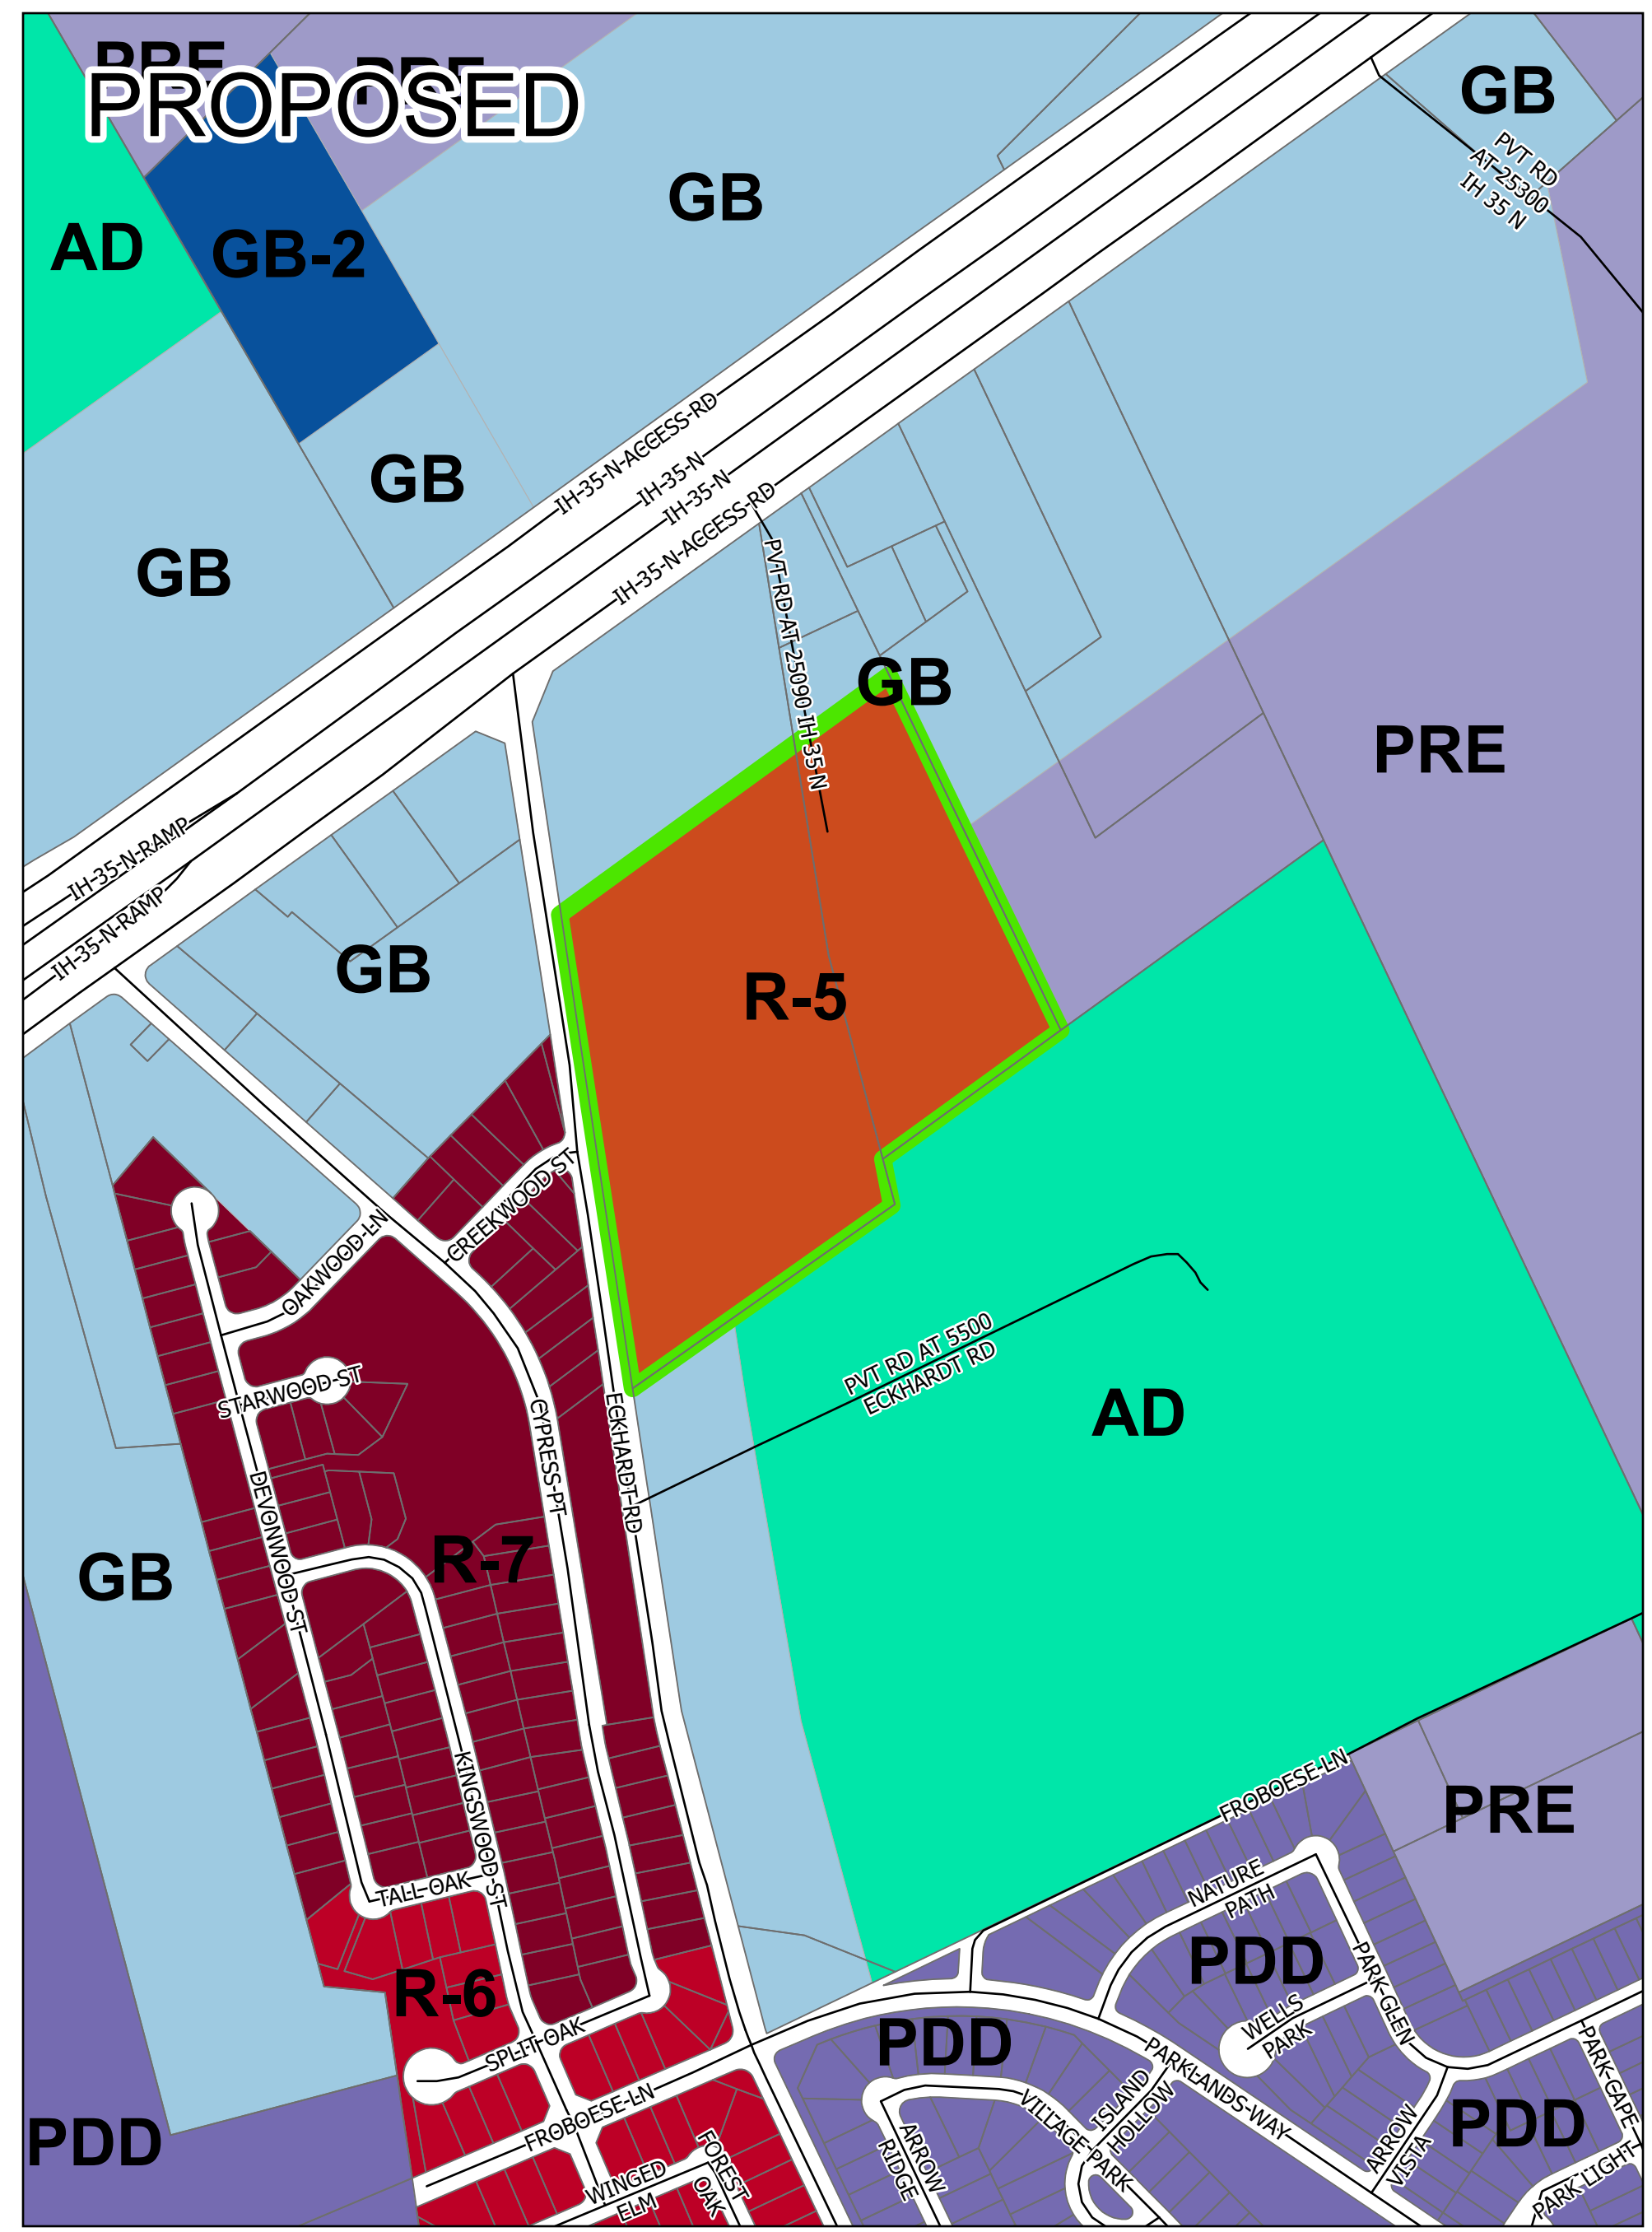 PRE
PRE
PROPOSED
GB
GB
AD
GB-2
PVT RD
AT 25300
IH 35 N
GB
GB
IH-35-N-ACCESS-RD
IH-35-N
IH-35-N
IH-35-N-ACCESS-RD
PVT-RD-AT-25090-IH-35 N
GB
PRE
IH-35-N-RAMP
IH-35-N-RAMP
GB
R-5
CREEKWOOD ST
OAKWOOD-LN
STARWOOD-ST
CYPRESS-PT
ECKHARDT-RD
PVT RD AT 5500
ECKHARDT RD
AD
DEVONWOOD-ST
R-7
GB
KINGSWOOD-ST
TALL-OAK
FROBOESE-LN
PRE
NATURE
PATH
PDD
PARK-GLEN
WELLS
PARK
R-6
SPLIT-OAK
PDD
PARKLANDS-WAY
PARK-CAPE
PDD
PDD
FROBOESE-LN
ISLAND
HOLLOW
VILLAGE-PARK
ARROW
RIDGE
ARROW
VISTA
PARK-LIGHT
WINGED
ELM
FOREST
OAK